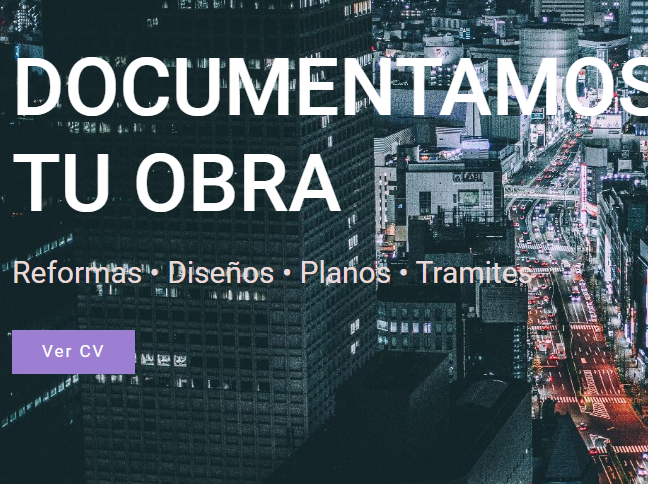 DOCUMENTAMOS
TU OBRA
Reformas • Diseños • Planos • Tramites
Ver CV